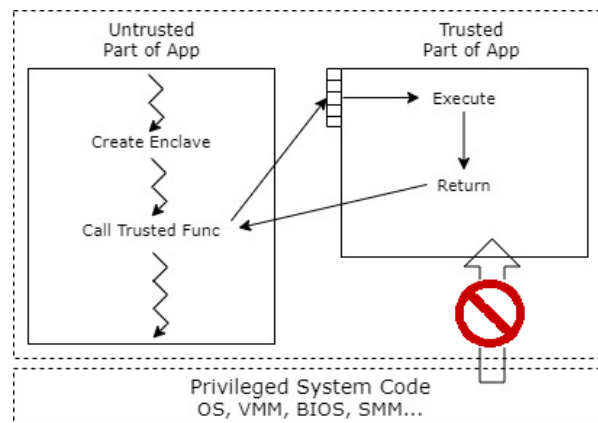 Untrusted
Part of App
Trusted
Part of App
Create Enclave
Call Trusted Func
Execute
Return
Privileged System Code
OS, VMM, BIOS, SMM...